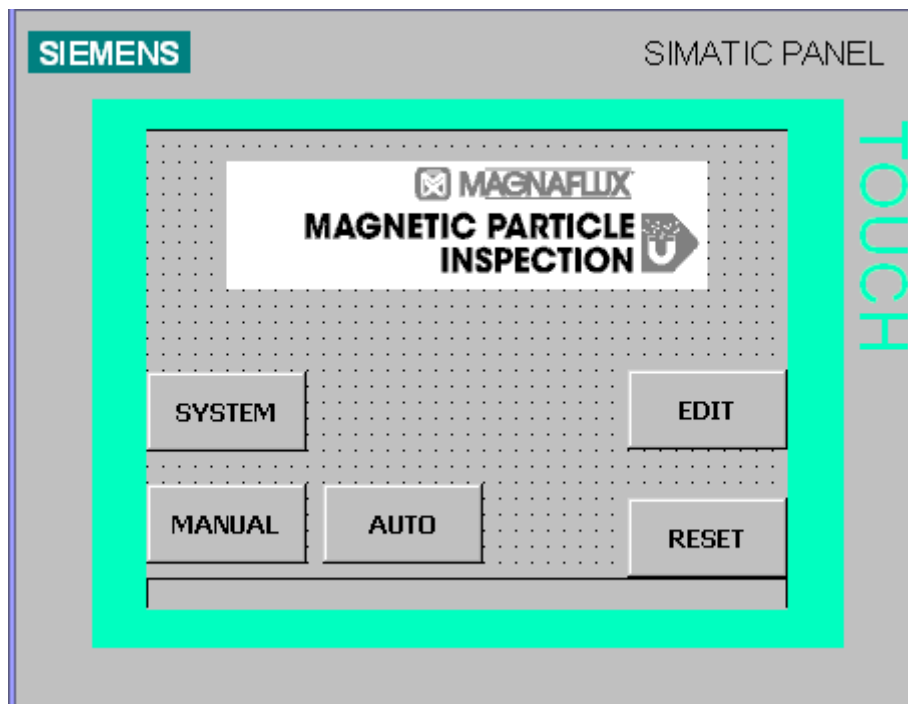 SIEMENS
SIMATIC PANEL
TOUCH
MAGNAFLUX
MAGNETIC PARTICLE
INSPECTION
SYSTEM
EDIT
MANUAL
AUTO
RESET